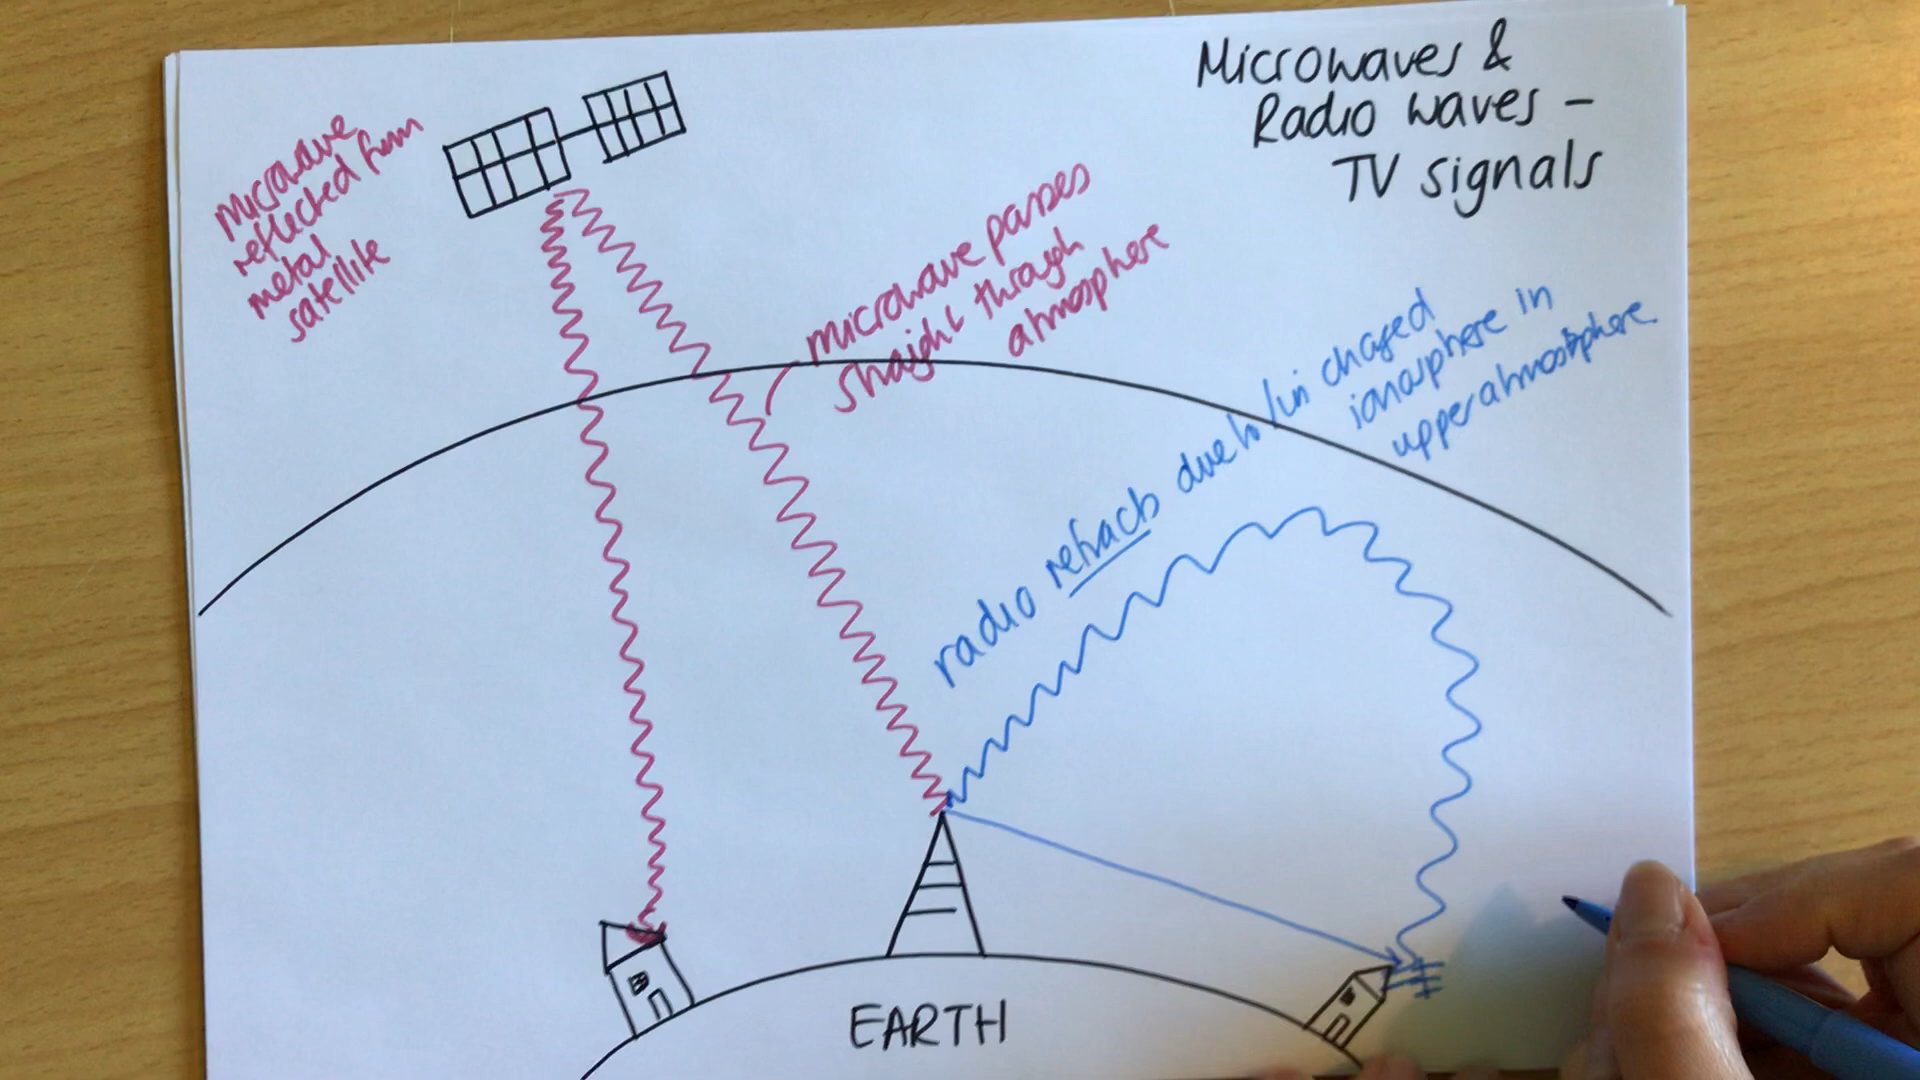 Microwaves &
Radio waves –
TV signals
microwave
reflected from
metal
satellite
microwave passes
straight through
atmosphere
radio refracts due to / in charged
ionosphere in
upper atmosphere
EARTH